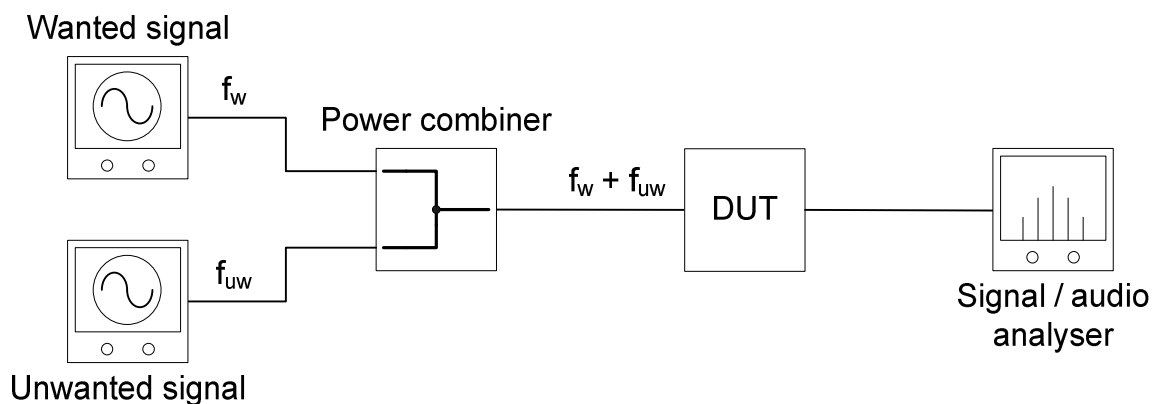 Wanted signal
fw
Power combiner
fw + fuw
DUT
fuw
Signal / audio
analyser
Unwanted signal